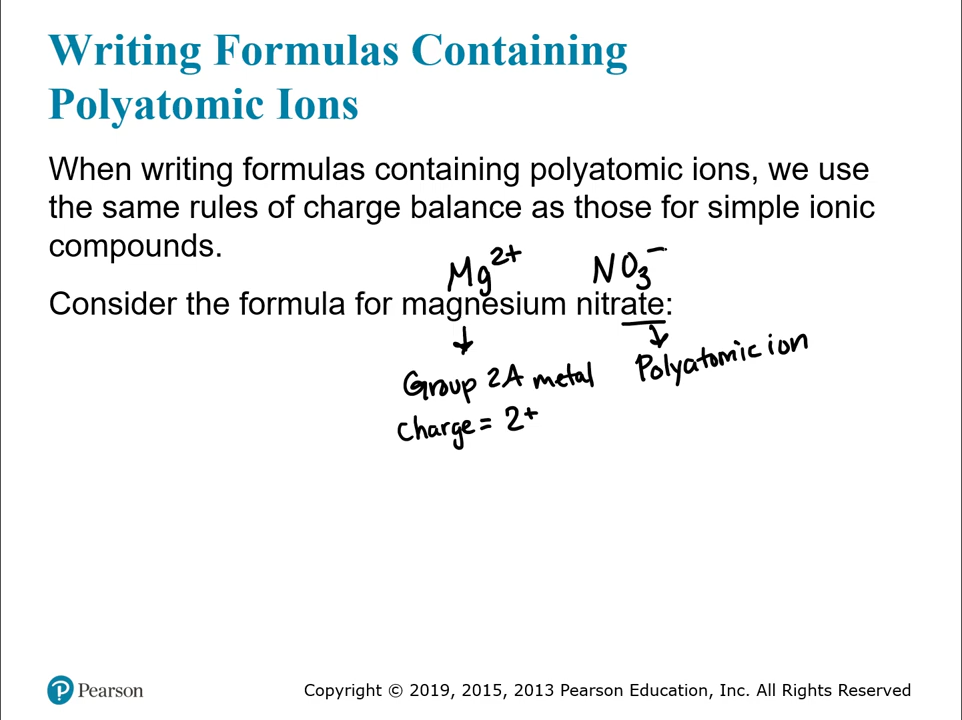 Writing Formulas Containing
Polyatomic Ions
When writing formulas containing polyatomic ions, we use
the same rules of charge balance as those for simple ionic
compounds.
Mg²⁺ NO₃⁻
Consider the formula for magnesium nitrate:
↓ ↓
Group 2A metal Polyatomic ion
Charge = 2+
P Pearson Copyright © 2019, 2015, 2013 Pearson Education, Inc. All Rights Reserved